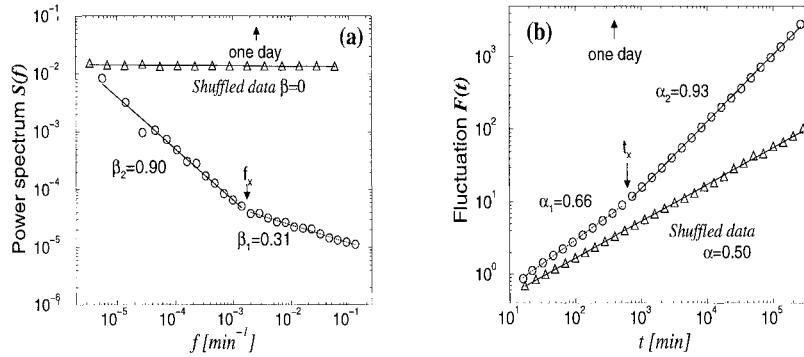 (a)
one day
Shuffled data β=0
β₂=0.90
fₓ
β₁=0.31
Power spectrum S(f)
10⁻¹
10⁻²
10⁻³
10⁻⁴
10⁻⁵
10⁻⁶
10⁻⁵ 10⁻⁴ 10⁻³ 10⁻² 10⁻¹
f [min⁻¹]
(b)
one day
α₂=0.93
tₓ
α₁=0.66
Shuffled data
α=0.50
Fluctuation F(t)
10³
10²
10¹
10⁰
10¹ 10² 10³ 10⁴ 10⁵
t [min]